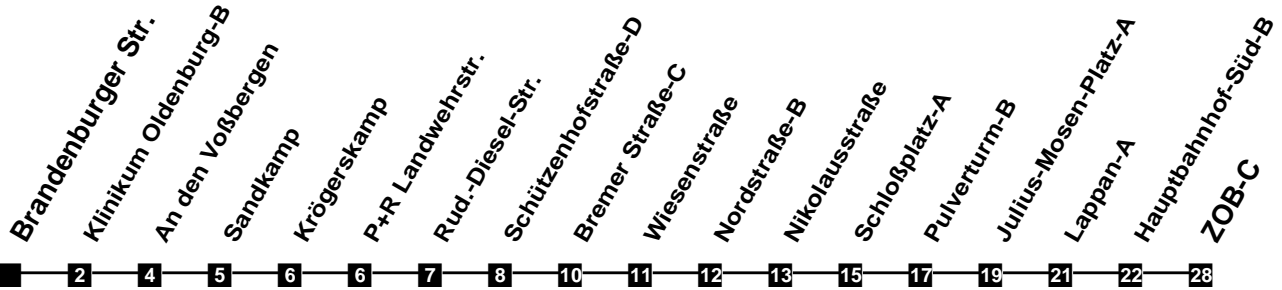 Brandenburger Str.
Klinikum Oldenburg-B
An den Voßbergen
Sandkamp
Krögerskamp
P+R Landwehrstr.
Rud.-Diesel-Str.
Schützenhofstraße-D
Bremer Straße-C
Wiesenstraße
Nordstraße-B
Nikolausstraße
Schloßplatz-A
Pulverturm-B
Julius-Mosen-Platz-A
Lappan-A
Hauptbahnhof-Süd-B
ZOB-C
2 4 5 6 6 7 8 10 11 12 13 15 17 19 21 22 28